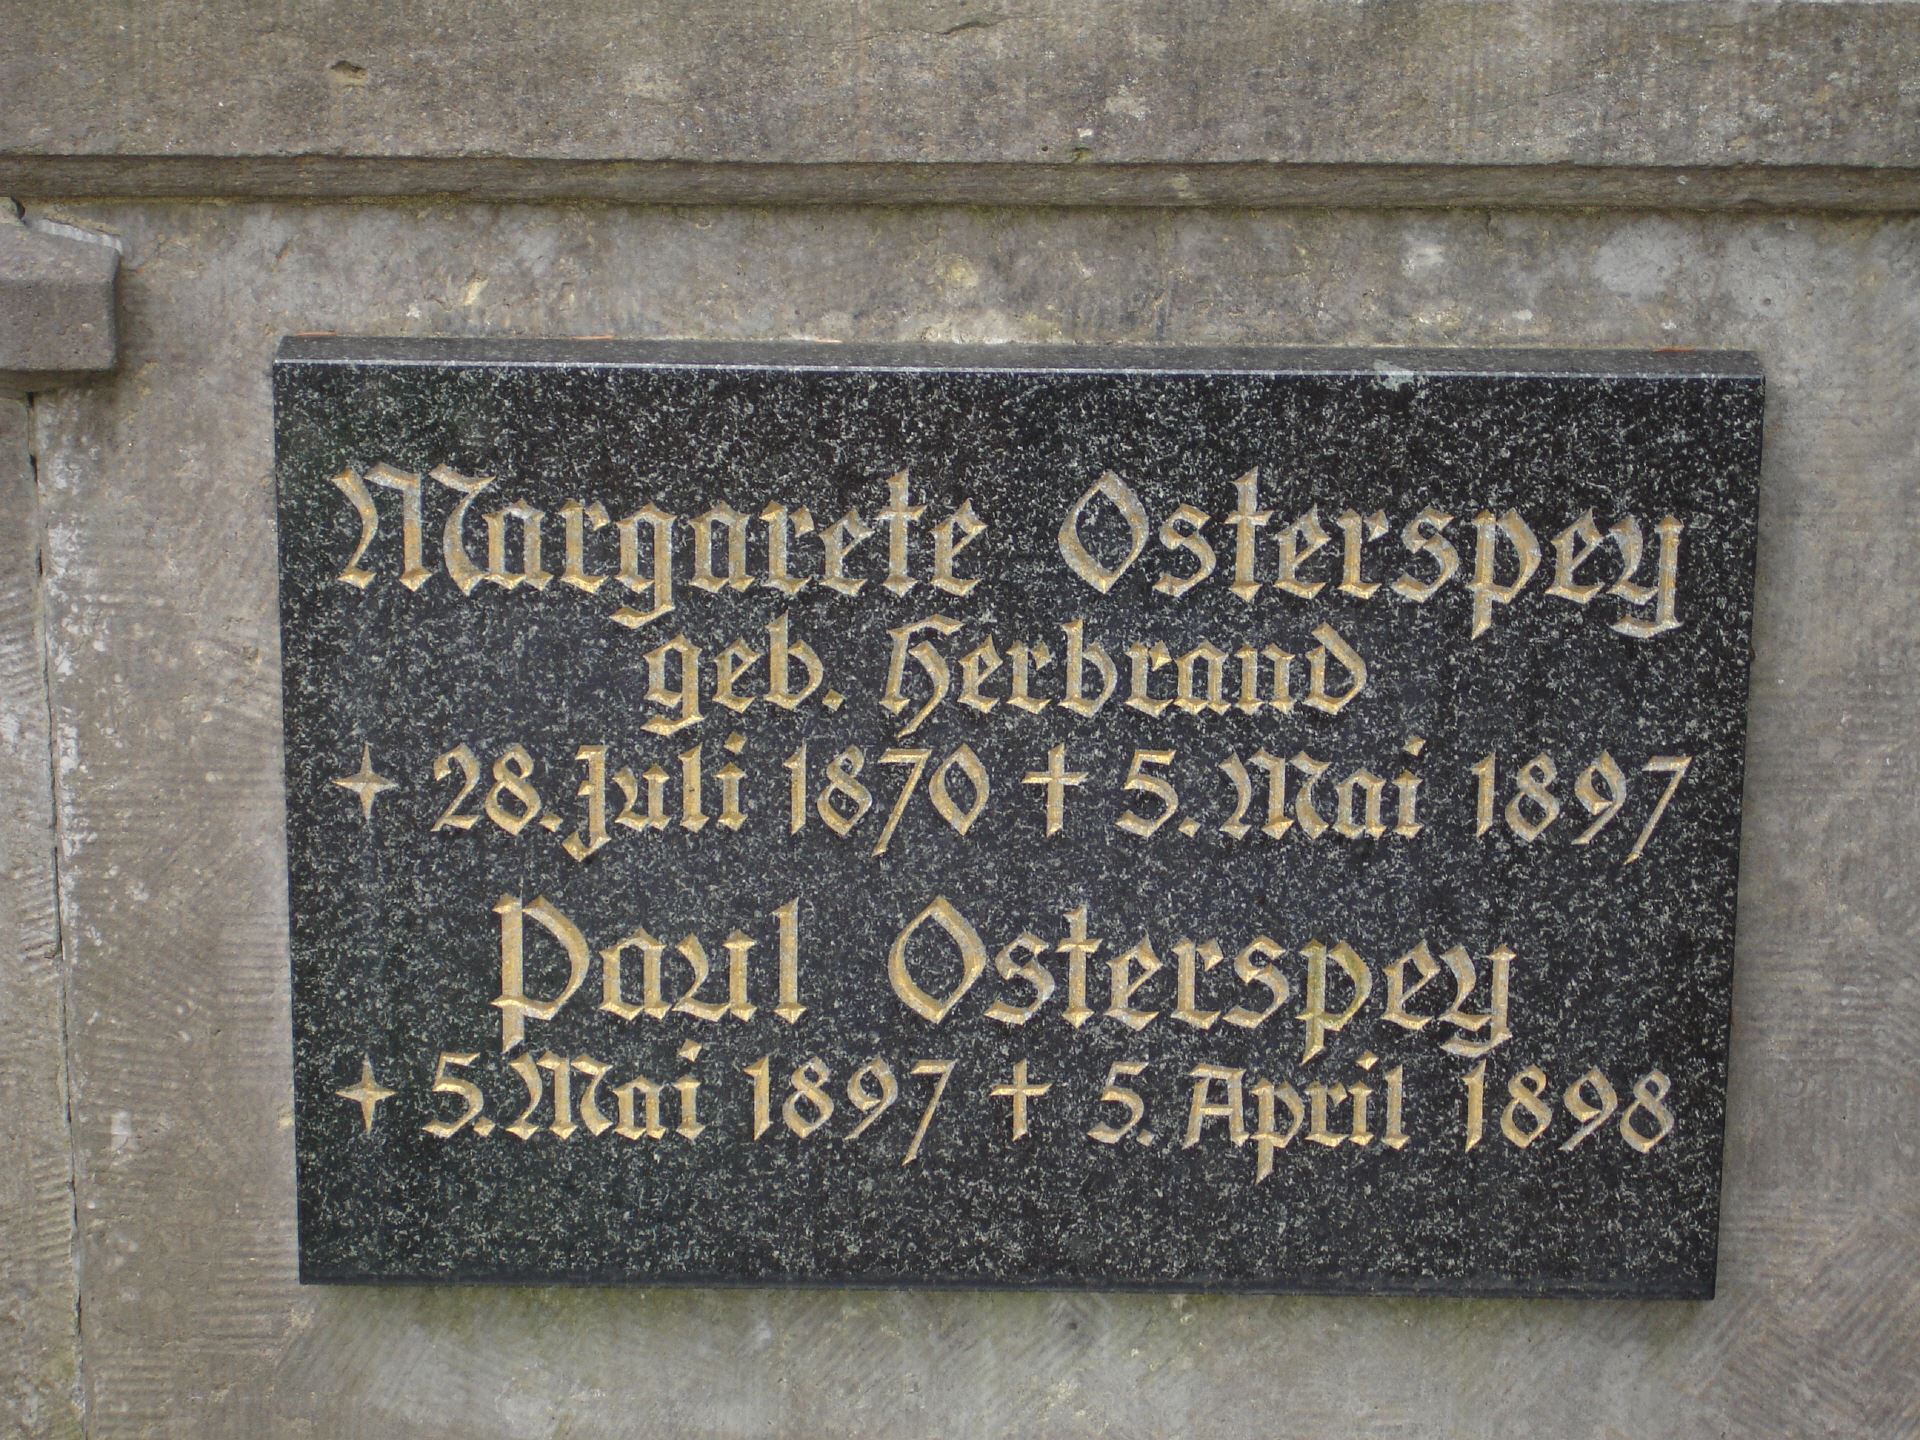 Margarete Osterspey
geb. Herbrand
✦ 28. Juli 1870 ✝ 5. Mai 1897
Paul Osterspey
✦ 5. Mai 1897 ✝ 5. April 1898